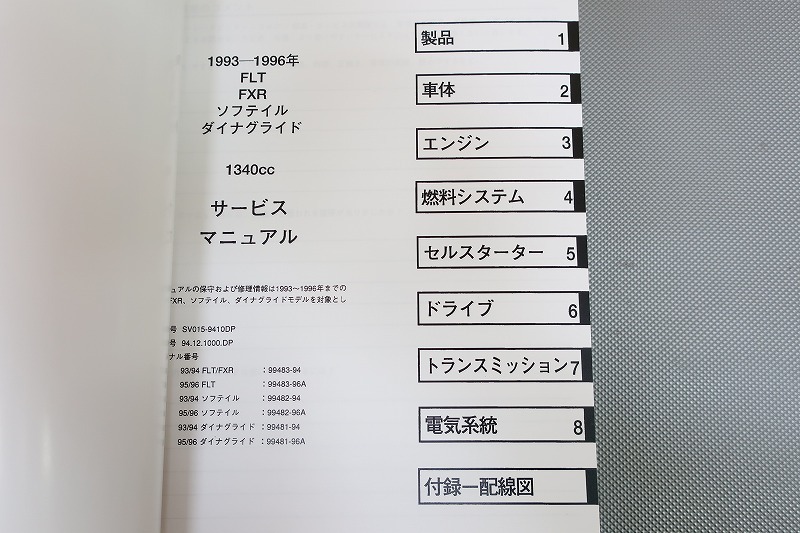 1993—1996年
FLT
FXR
ソフテイル
ダイナグライド
1340cc
サービス
マニュアル
ュアルの保守および修理情報は1993〜1996年までの
FXR、ソフテイル、ダイナグライドモデルを対象とし
号 SV015-9410DP
号 94.12.1000.DP
ナル番号
93/94 FLT/FXR ：99483-94
95/96 FLT ：99483-96A
93/94 ソフテイル ：99482-94
95/96 ソフテイル ：99482-96A
93/94 ダイナグライド ：99481-94
95/96 ダイナグライド ：99481-96A
製品 1
車体 2
エンジン 3
燃料システム 4
セルスターター 5
ドライブ 6
トランスミッション 7
電気系統 8
付録ー配線図